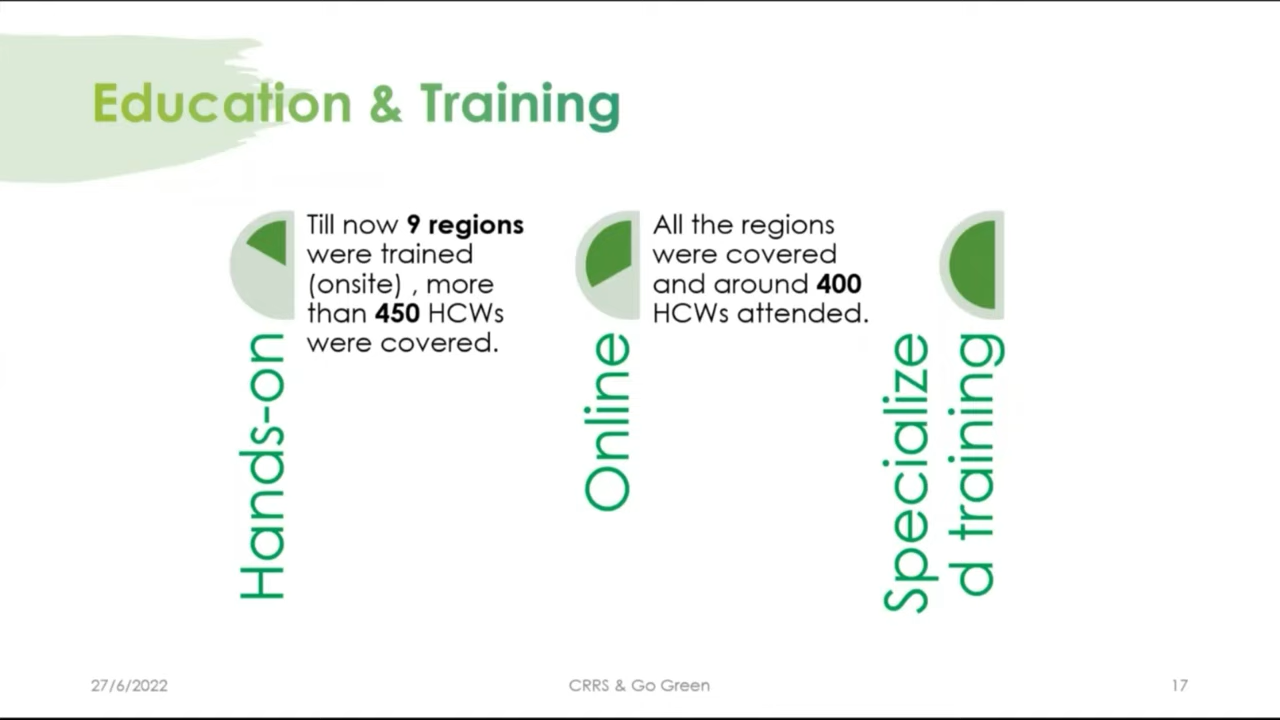 Education & Training
Till now 9 regions
were trained
(onsite) , more
than 450 HCWs
were covered.
Hands-on
All the regions
were covered
and around 400
HCWs attended.
Online
Specialize
d training
27/6/2022
CRRS & Go Green
17